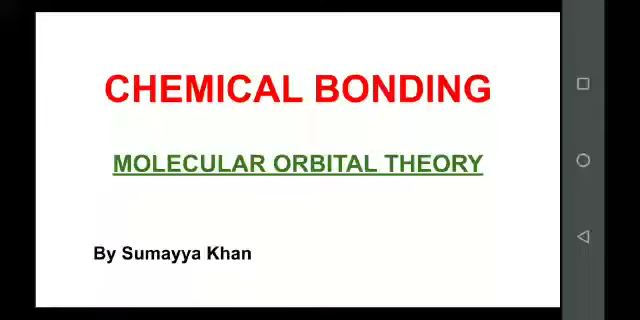 CHEMICAL BONDING
MOLECULAR ORBITAL THEORY
By Sumayya Khan